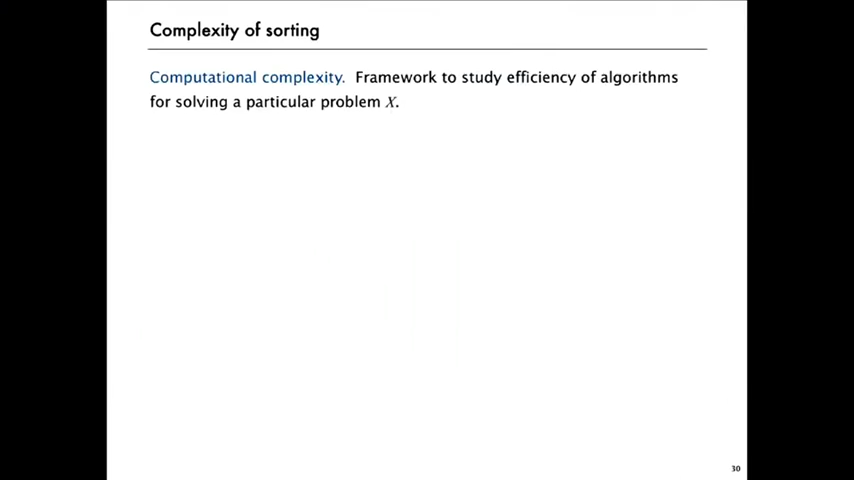 Complexity of sorting
Computational complexity. Framework to study efficiency of algorithms
for solving a particular problem X.
30